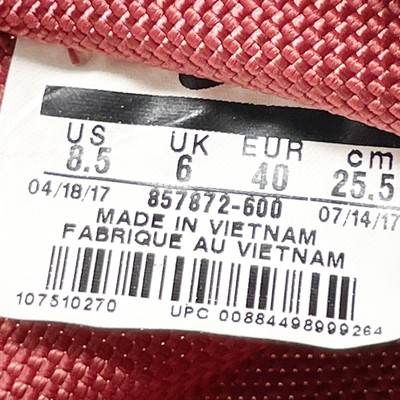 US UK EUR cm
8.5 6 40 25.5
04/18/17 857872-600 07/14/17
MADE IN VIETNAM
FABRIQUE AU VIETNAM
107510270 UPC 00884498999264